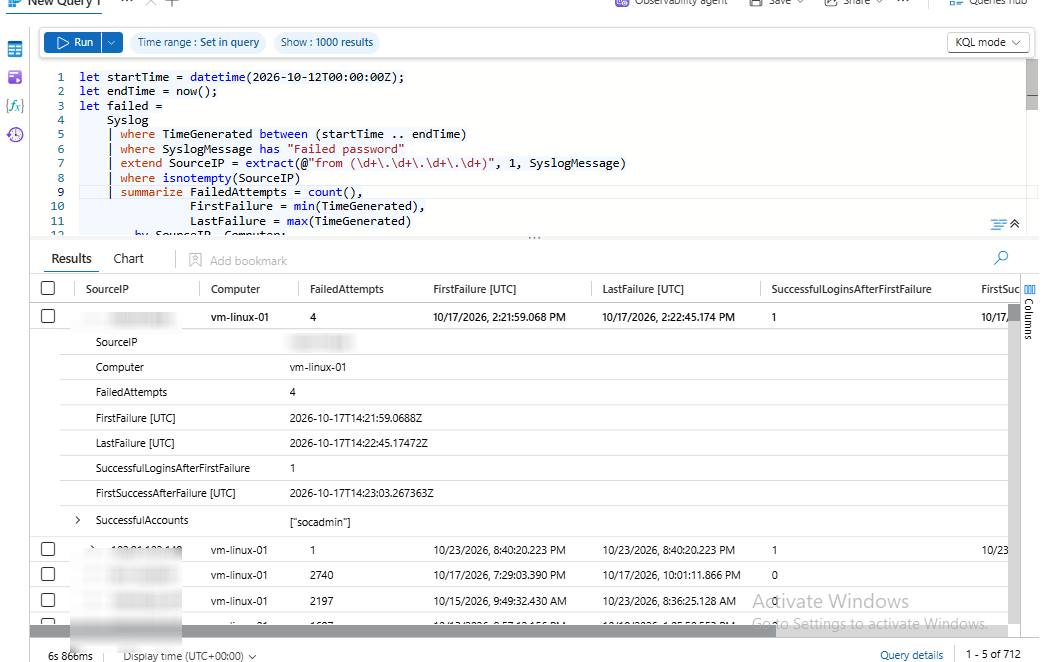 New Query 1 ... × +
Observability agent Save Share ... Queries hub
Run Time range : Set in query Show : 1000 results KQL mode
1 let startTime = datetime(2026-10-12T00:00:00Z);
2 let endTime = now();
3 let failed =
4 Syslog
5 | where TimeGenerated between (startTime .. endTime)
6 | where SyslogMessage has "Failed password"
7 | extend SourceIP = extract(@"from (\d+\.\d+\.\d+\.\d+)", 1, SyslogMessage)
8 | where isnotempty(SourceIP)
9 | summarize FailedAttempts = count(),
10 FirstFailure = min(TimeGenerated),
11 LastFailure = max(TimeGenerated)
12 by SourceIP, Computer;
Results Chart Add bookmark
SourceIP Computer FailedAttempts FirstFailure [UTC] LastFailure [UTC] SuccessfulLoginsAfterFirstFailure FirstSuc
Columns
vm-linux-01 4 10/17/2026, 2:21:59.068 PM 10/17/2026, 2:22:45.174 PM 1 10/17/
SourceIP
Computer vm-linux-01
FailedAttempts 4
FirstFailure [UTC] 2026-10-17T14:21:59.0688Z
LastFailure [UTC] 2026-10-17T14:22:45.17472Z
SuccessfulLoginsAfterFirstFailure 1
FirstSuccessAfterFailure [UTC] 2026-10-17T14:23:03.267363Z
SuccessfulAccounts ["socadmin"]
vm-linux-01 1 10/23/2026, 8:40:20.223 PM 10/23/2026, 8:40:20.223 PM 1 10/23
vm-linux-01 2740 10/17/2026, 7:29:03.390 PM 10/17/2026, 10:01:11.866 PM 0
vm-linux-01 2197 10/15/2026, 9:49:32.430 AM 10/23/2026, 8:36:25.128 AM 0
Activate Windows
Go to Settings to activate Windows.
6s 866ms Display time (UTC+00:00) Query details 1 - 5 of 712